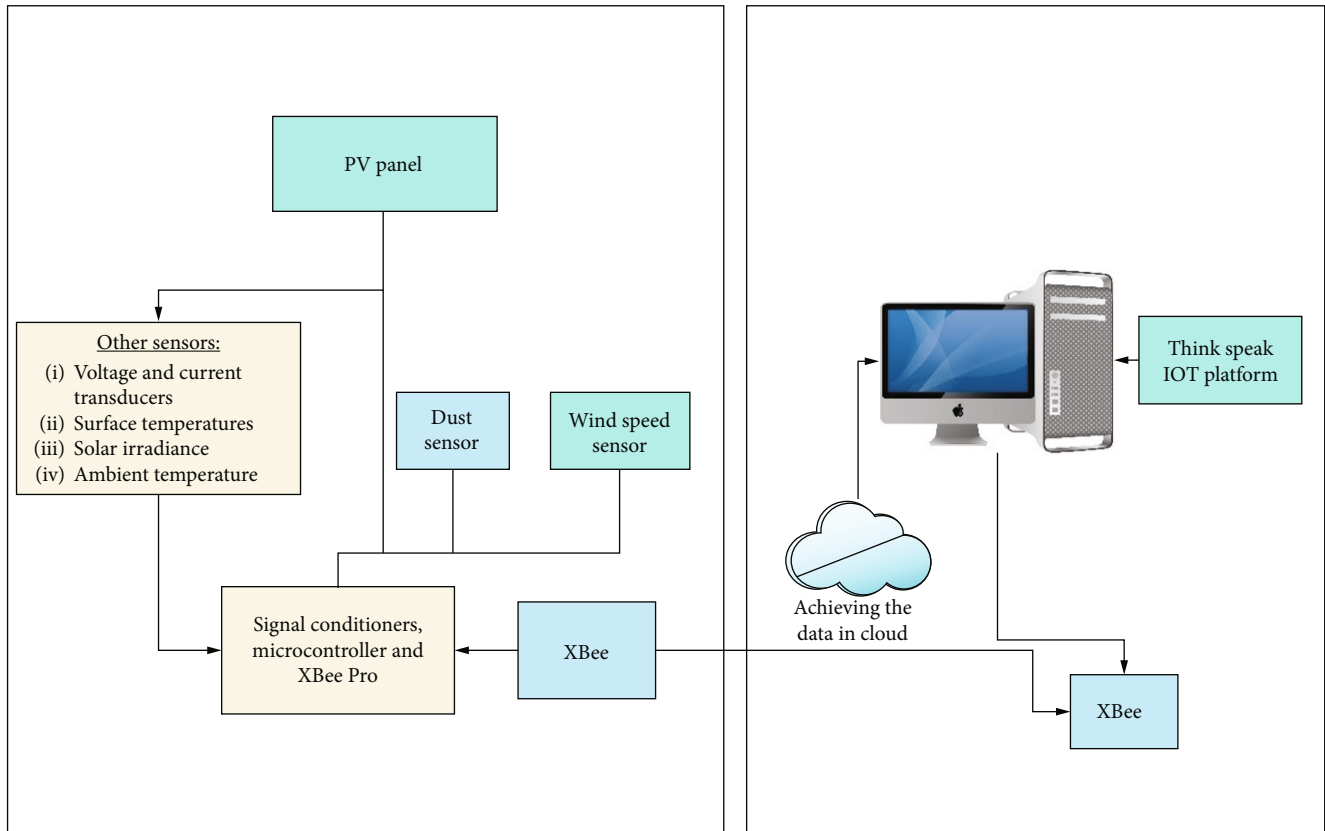 PV panel
Other sensors:
(i) Voltage and current
transducers
(ii) Surface temperatures
(iii) Solar irradiance
(iv) Ambient temperature
Dust
sensor
Wind speed
sensor
Signal conditioners,
microcontroller and
XBee Pro
XBee
Think speak
IOT platform
Achieving the
data in cloud
XBee